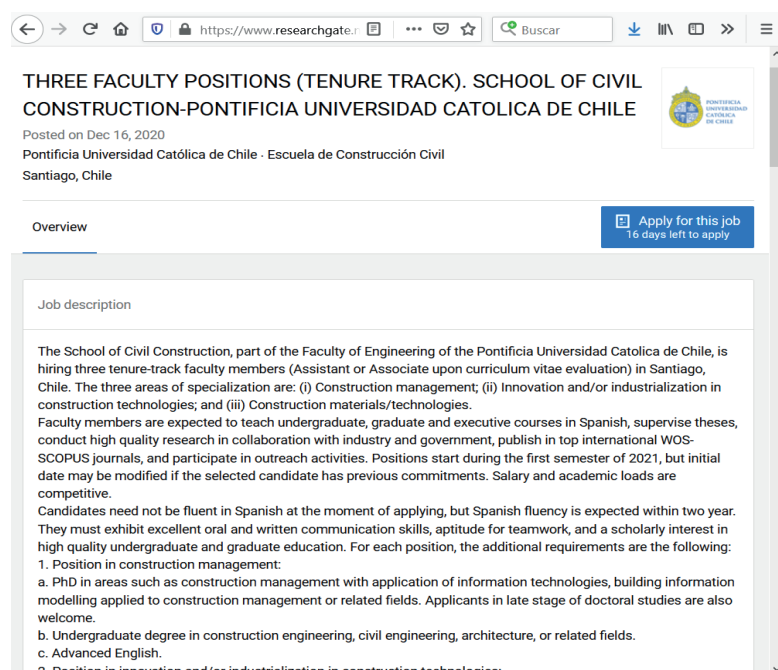 https://www.researchgate.n
Buscar
THREE FACULTY POSITIONS (TENURE TRACK). SCHOOL OF CIVIL
CONSTRUCTION-PONTIFICIA UNIVERSIDAD CATOLICA DE CHILE
PONTIFICIA
UNIVERSIDAD
CATÓLICA
DE CHILE
Posted on Dec 16, 2020
Pontificia Universidad Católica de Chile · Escuela de Construcción Civil
Santiago, Chile
Overview
Apply for this job
16 days left to apply
Job description
The School of Civil Construction, part of the Faculty of Engineering of the Pontificia Universidad Catolica de Chile, is
hiring three tenure-track faculty members (Assistant or Associate upon curriculum vitae evaluation) in Santiago,
Chile. The three areas of specialization are: (i) Construction management; (ii) Innovation and/or industrialization in
construction technologies; and (iii) Construction materials/technologies.
Faculty members are expected to teach undergraduate, graduate and executive courses in Spanish, supervise theses,
conduct high quality research in collaboration with industry and government, publish in top international WOS-
SCOPUS journals, and participate in outreach activities. Positions start during the first semester of 2021, but initial
date may be modified if the selected candidate has previous commitments. Salary and academic loads are
competitive.
Candidates need not be fluent in Spanish at the moment of applying, but Spanish fluency is expected within two year.
They must exhibit excellent oral and written communication skills, aptitude for teamwork, and a scholarly interest in
high quality undergraduate and graduate education. For each position, the additional requirements are the following:
1. Position in construction management:
a. PhD in areas such as construction management with application of information technologies, building information
modelling applied to construction management or related fields. Applicants in late stage of doctoral studies are also
welcome.
b. Undergraduate degree in construction engineering, civil engineering, architecture, or related fields.
c. Advanced English.
2. Position in innovation and/or industrialization in construction technologies: